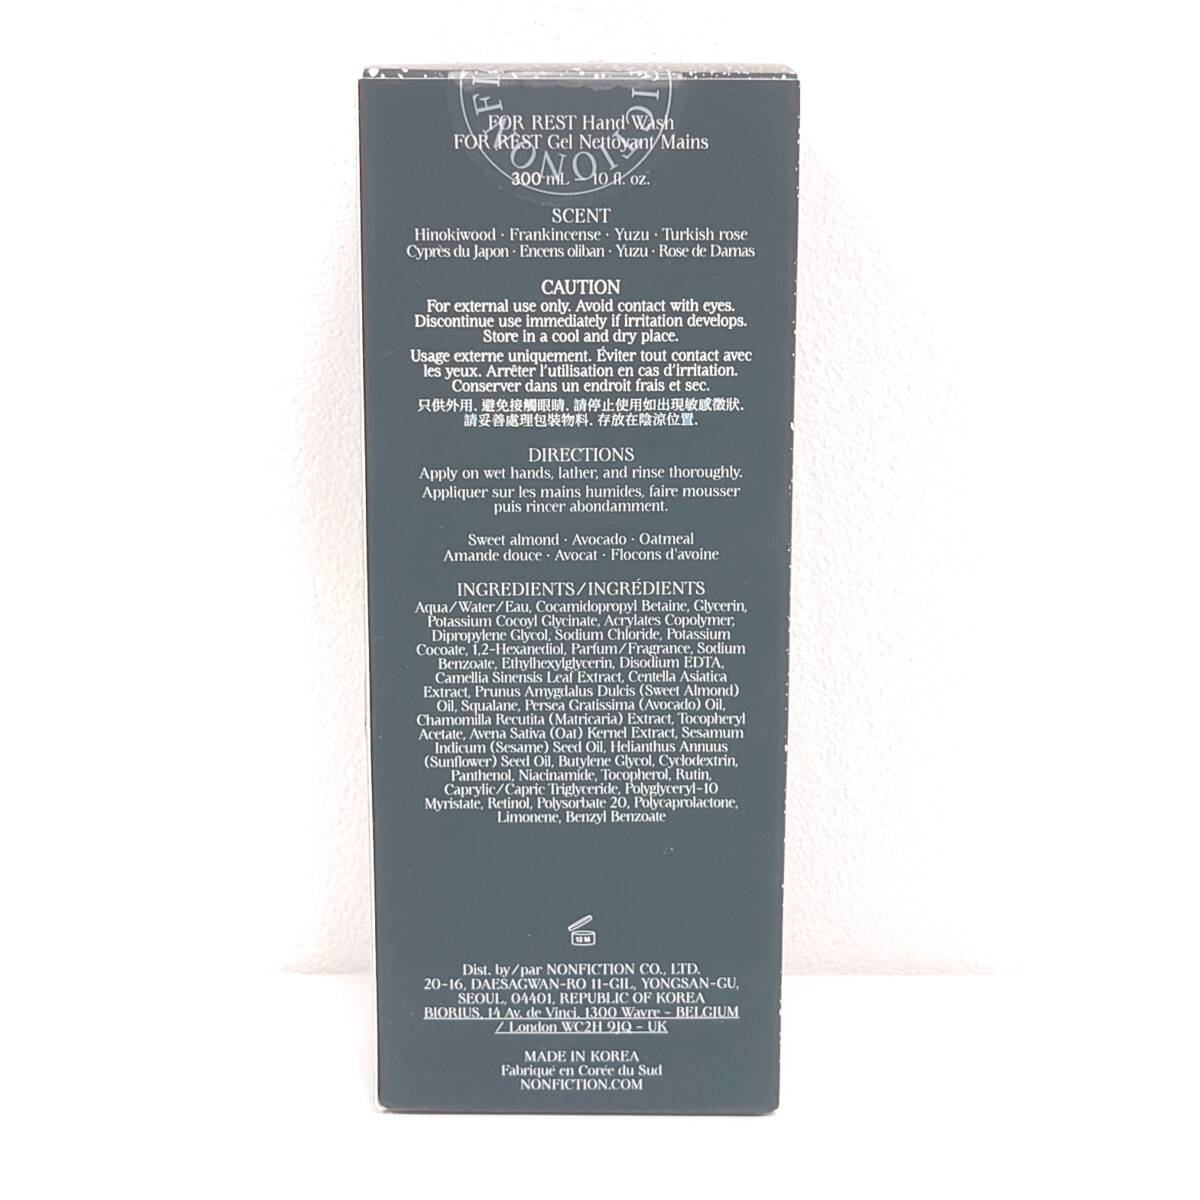 NONFICTION
FOR REST Hand Wash
FOR REST Gel Nettoyant Mains
300 mL – 10 fl. oz.
SCENT
Hinokiwood · Frankincense · Yuzu · Turkish rose
Cyprès du Japon · Encens oliban · Yuzu · Rose de Damas
CAUTION
For external use only. Avoid contact with eyes.
Discontinue use immediately if irritation develops.
Store in a cool and dry place.
Usage externe uniquement. Éviter tout contact avec
les yeux. Arrêter l'utilisation en cas d'irritation.
Conserver dans un endroit frais et sec.
只供外用. 避免接觸眼睛. 請停止使用如出現敏感徵狀.
請妥善處理包裝物料. 存放在陰涼位置.
DIRECTIONS
Apply on wet hands, lather, and rinse thoroughly.
Appliquer sur les mains humides, faire mousser
puis rincer abondamment.
Sweet almond · Avocado · Oatmeal
Amande douce · Avocat · Flocons d'avoine
INGREDIENTS/INGRÉDIENTS
Aqua/Water/Eau, Cocamidopropyl Betaine, Glycerin,
Potassium Cocoyl Glycinate, Acrylates Copolymer,
Dipropylene Glycol, Sodium Chloride, Potassium
Cocoate, 1,2-Hexanediol, Parfum/Fragrance, Sodium
Benzoate, Ethylhexylglycerin, Disodium EDTA,
Camellia Sinensis Leaf Extract, Centella Asiatica
Extract, Prunus Amygdalus Dulcis (Sweet Almond)
Oil, Squalane, Persea Gratissima (Avocado) Oil,
Chamomilla Recutita (Matricaria) Extract, Tocopheryl
Acetate, Avena Sativa (Oat) Kernel Extract, Sesamum
Indicum (Sesame) Seed Oil, Helianthus Annuus
(Sunflower) Seed Oil, Butylene Glycol, Cyclodextrin,
Panthenol, Niacinamide, Tocopherol, Rutin,
Caprylic/Capric Triglyceride, Polyglyceryl-10
Myristate, Retinol, Polysorbate 20, Polycaprolactone,
Limonene, Benzyl Benzoate
12 M
Dist. by/par NONFICTION CO., LTD.
20-16, DAESAGWAN-RO 11-GIL, YONGSAN-GU,
SEOUL, 04401, REPUBLIC OF KOREA
BIORIUS, 14 Av. de Vinci, 1300 Wavre – BELGIUM
/ London WC2H 9JQ – UK
MADE IN KOREA
Fabriqué en Corée du Sud
NONFICTION.COM